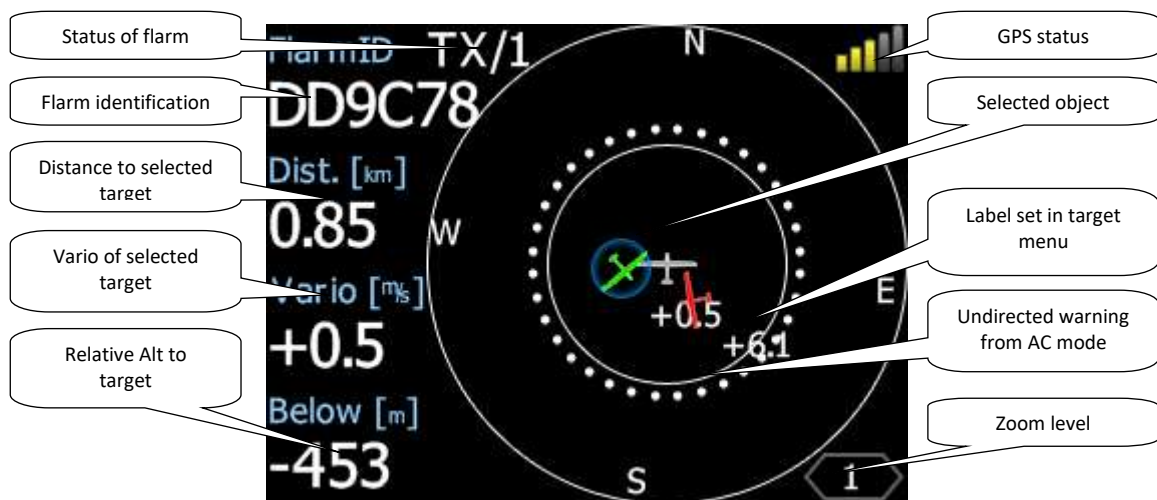 Status of flarm
Flarm identification
Distance to selected
target
Vario of selected
target
Relative Alt to
target
FlarmID TX/1
DD9C78
Dist. [km]
0.85
Vario [m/s]
+0.5
Below [m]
-453
N
W
E
S
+0.5
+6.1
1
GPS status
Selected object
Label set in target
menu
Undirected warning
from AC mode
Zoom level